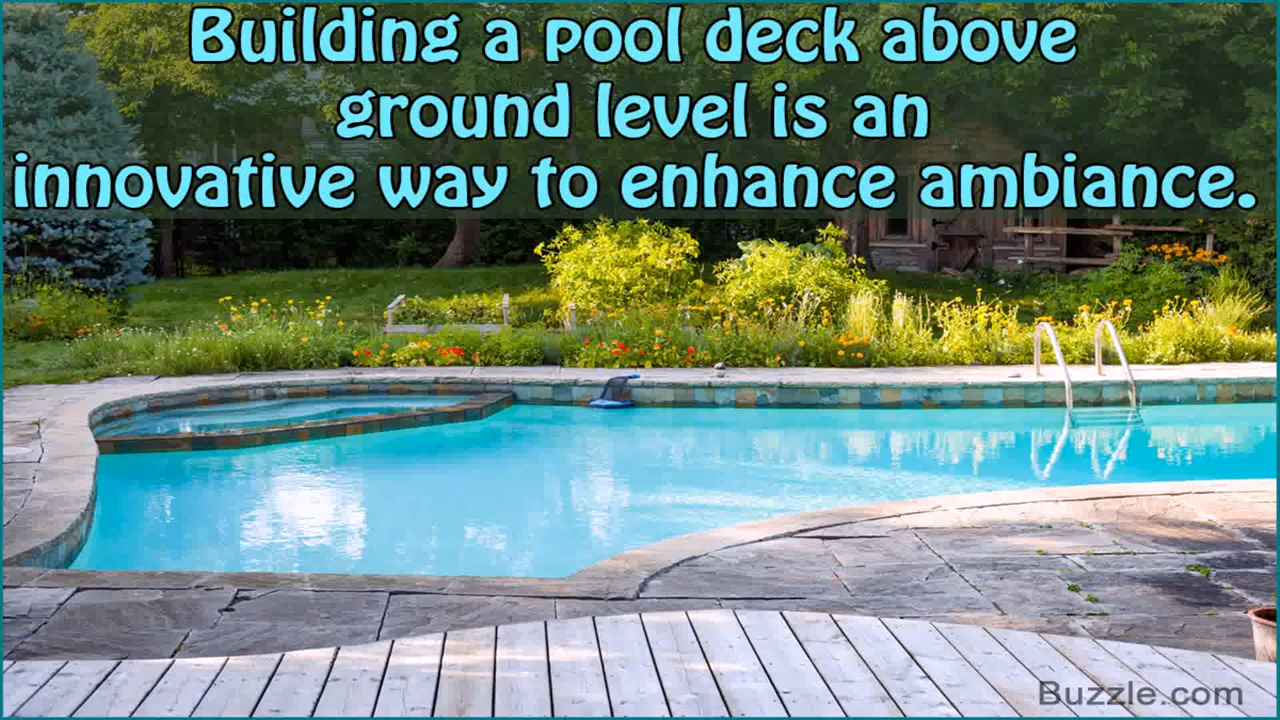 Building a pool deck above
ground level is an
innovative way to enhance ambiance.
Buzzle.com